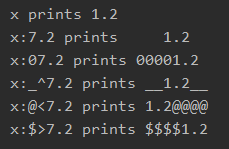 x prints 1.2
x:7.2 prints     1.2
x:07.2 prints 00001.2
x:_^7.2 prints __1.2__
x:@<7.2 prints 1.2@@@@
x:$>7.2 prints $$$$1.2